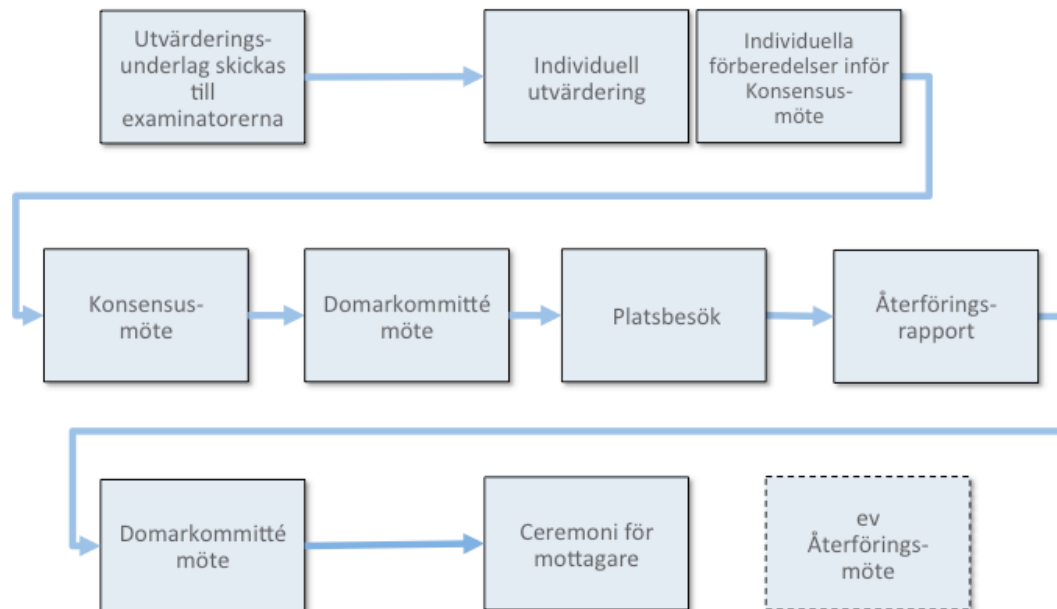 Utvärderings-
underlag skickas
till
examinatorerna
Individuell
utvärdering
Individuella
förberedelser inför
Konsensus-
möte
Konsensus-
möte
Domarkommitté
möte
Platsbesök
Återförings-
rapport
Domarkommitté
möte
Ceremoni för
mottagare
ev
Återförings-
möte